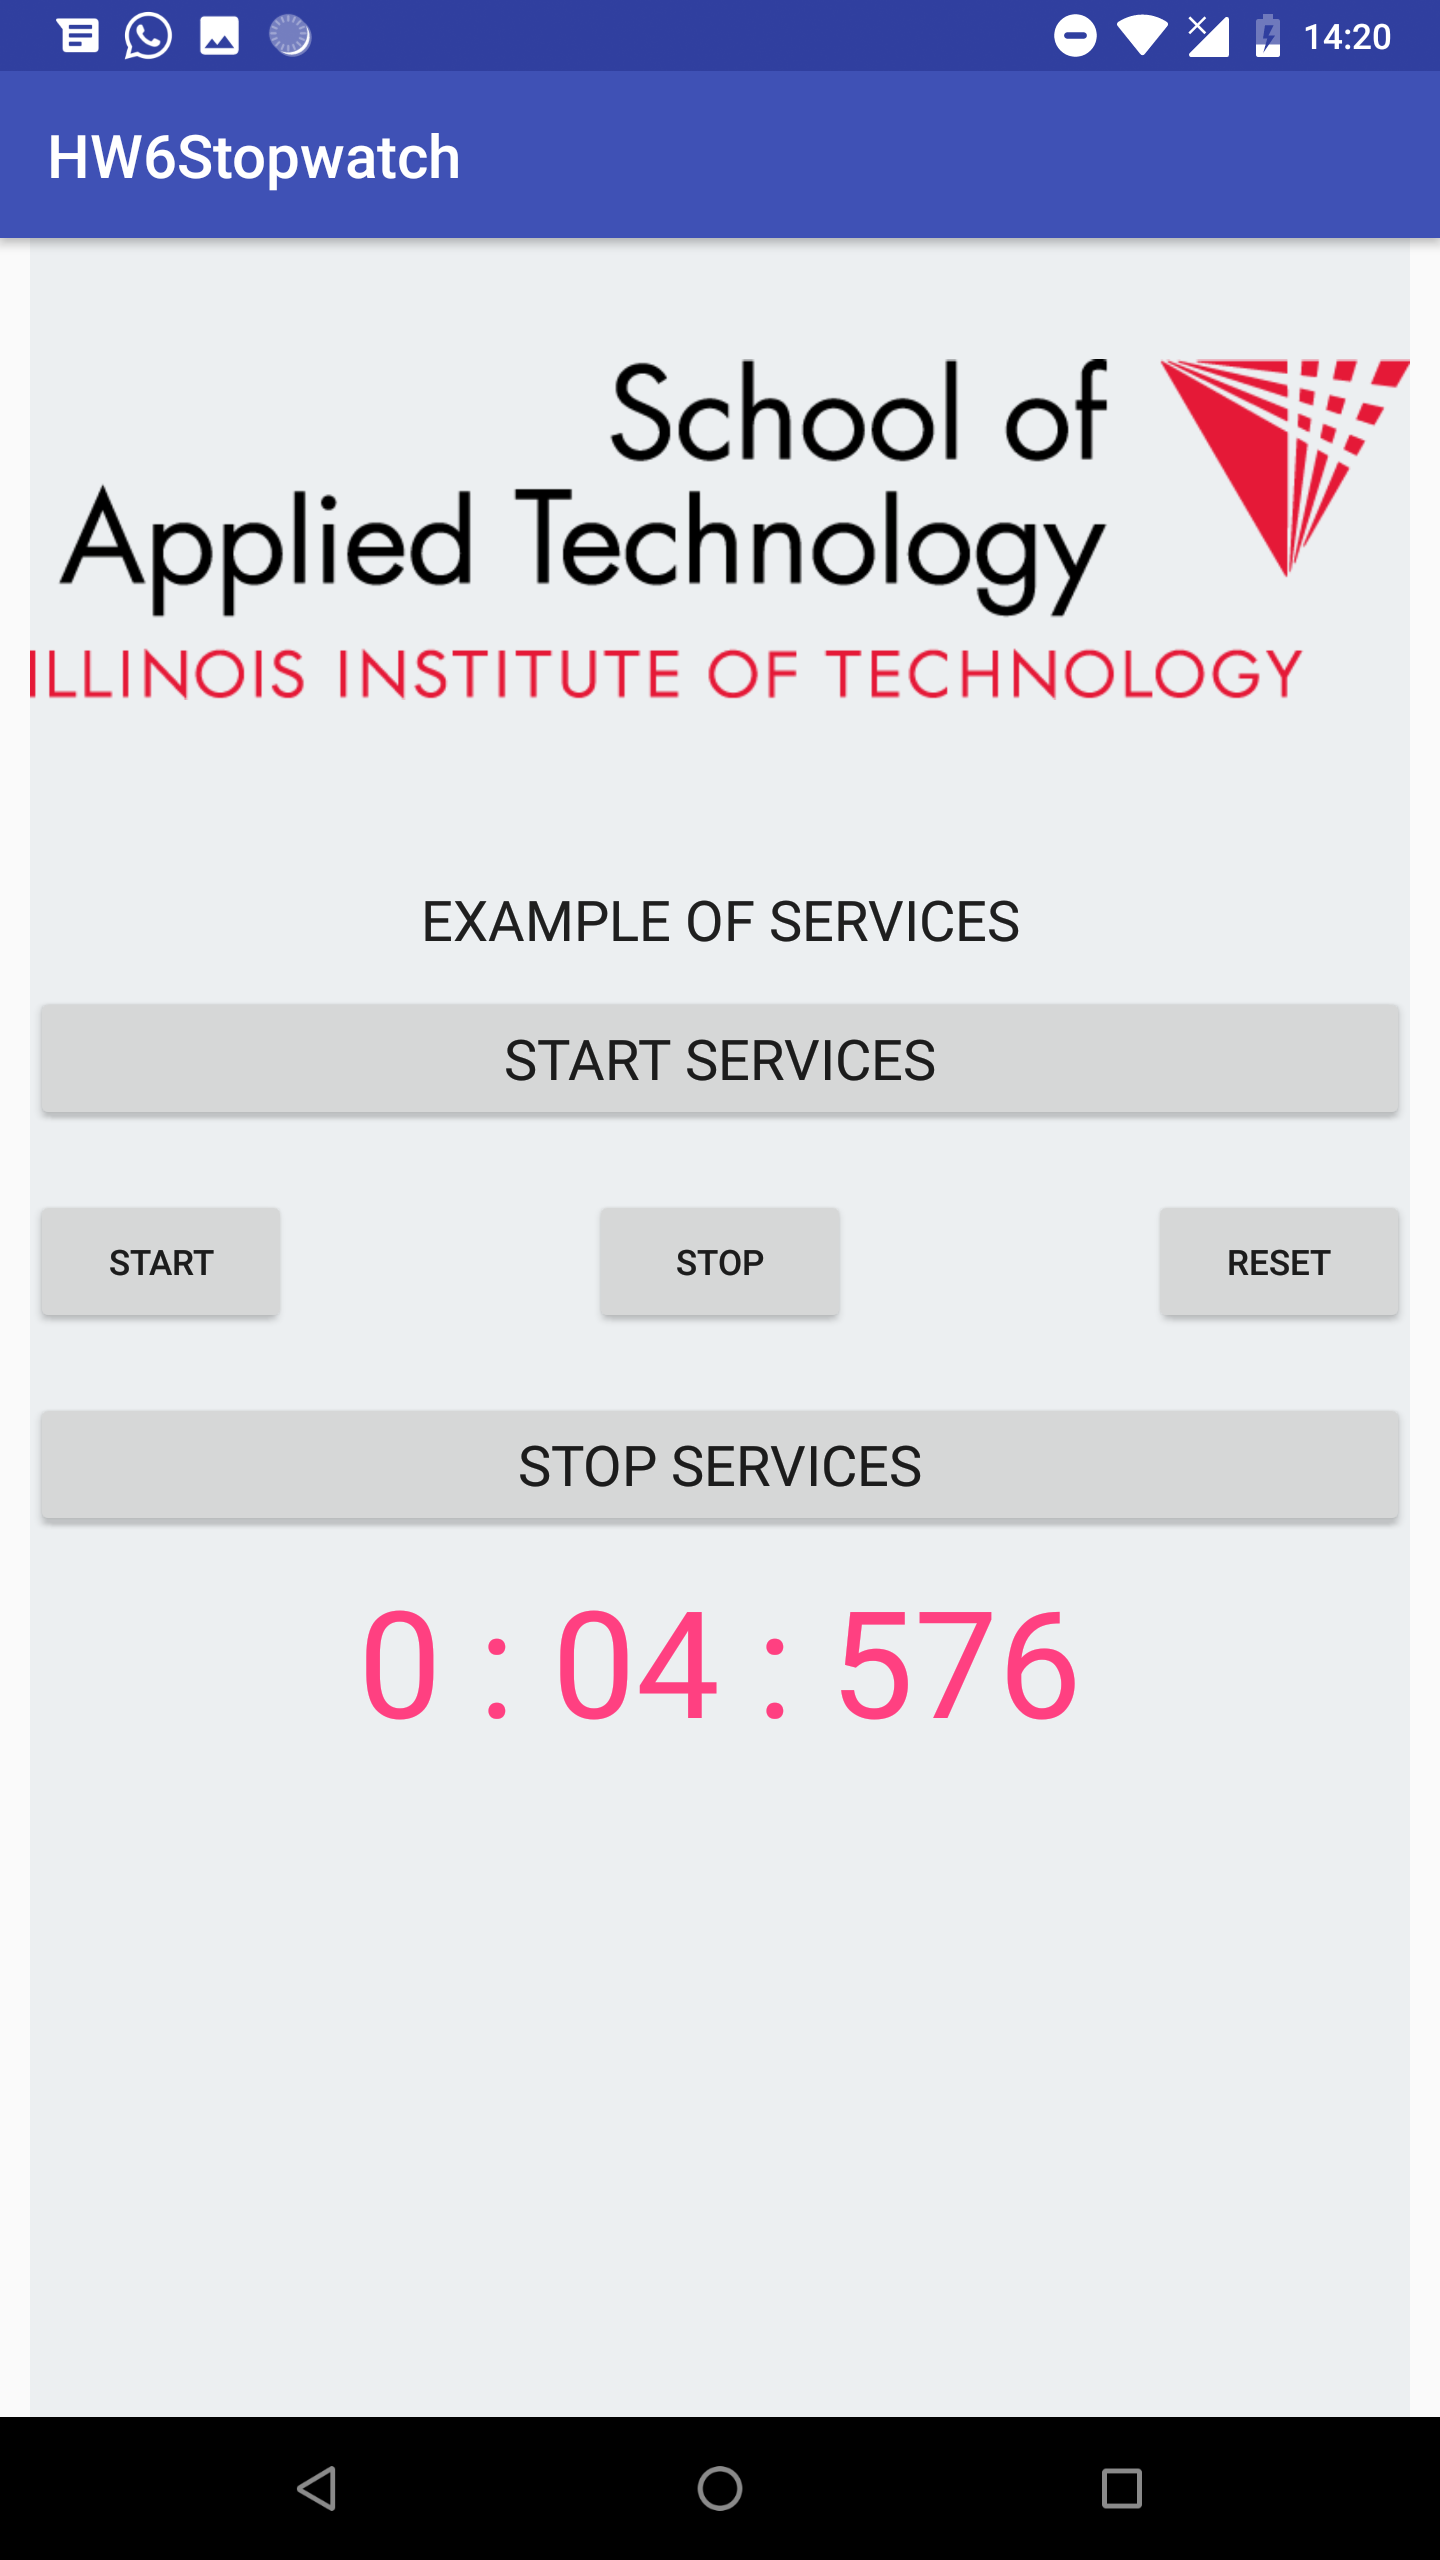 14:20
HW6Stopwatch
School of
Applied Technology
ILLINOIS INSTITUTE OF TECHNOLOGY
EXAMPLE OF SERVICES
START SERVICES
START STOP RESET
STOP SERVICES
0 : 04 : 576